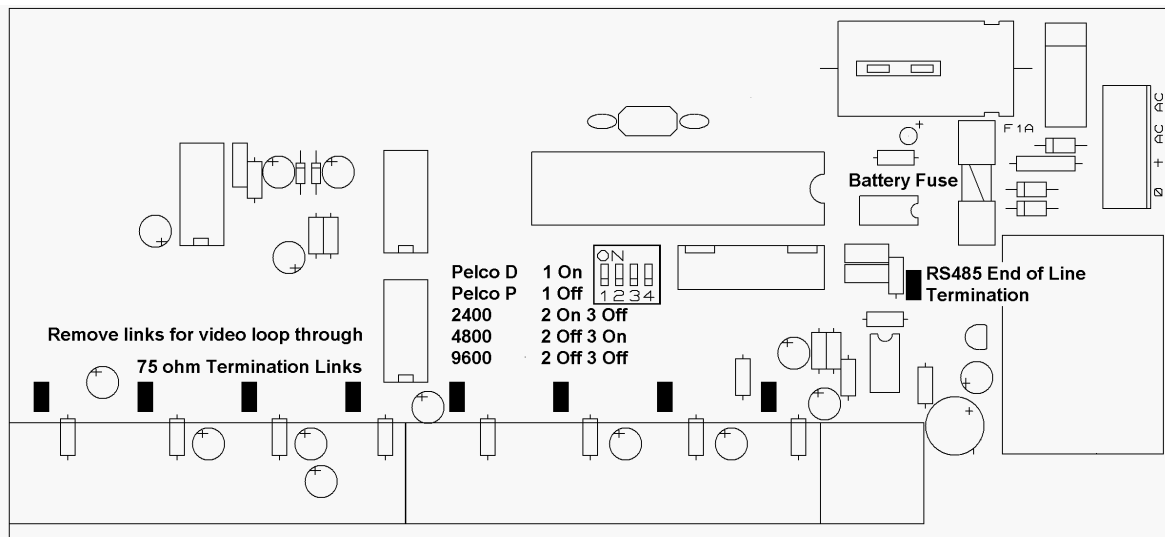 AC AC + Ø
F1A
Battery Fuse
ON
1234
Pelco D 1 On
Pelco P 1 Off
2400 2 On 3 Off
4800 2 Off 3 On
9600 2 Off 3 Off
RS485 End of Line
Termination
Remove links for video loop through
75 ohm Termination Links